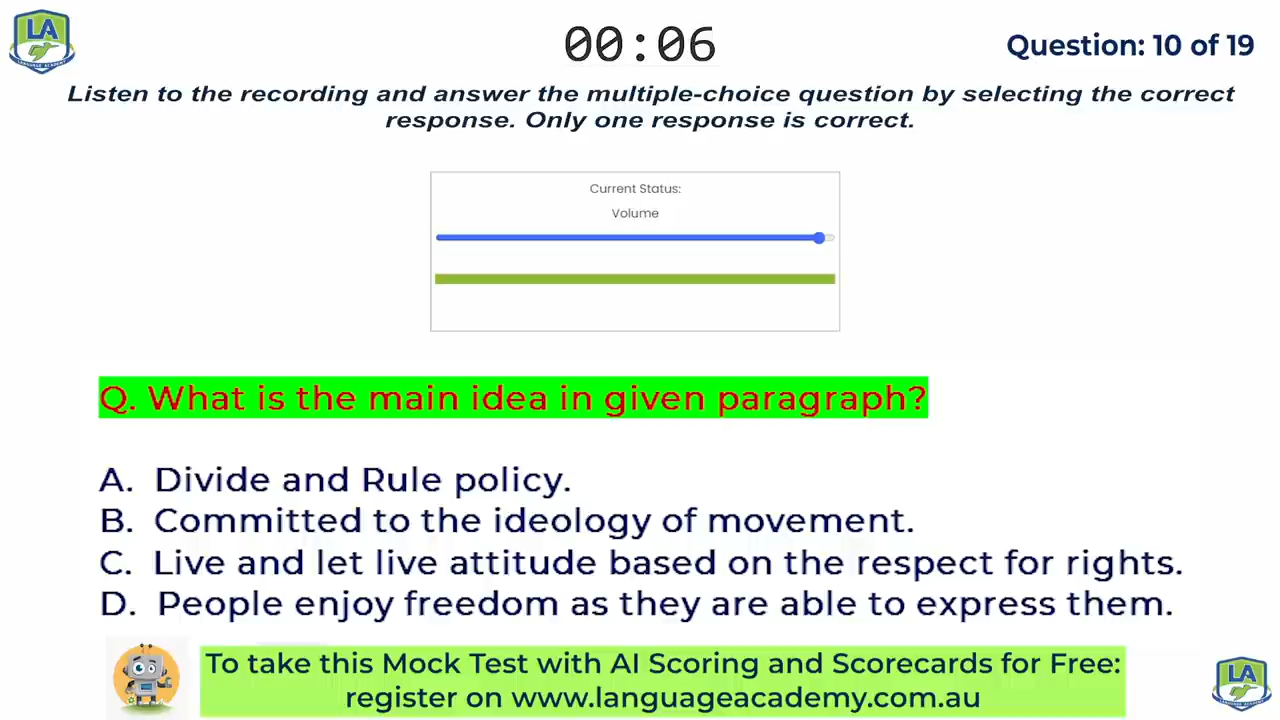 LA
LANGUAGE ACADEMY
00:06
Question: 10 of 19
Listen to the recording and answer the multiple-choice question by selecting the correct
response. Only one response is correct.
Current Status:
Volume
Q. What is the main idea in given paragraph?
A. Divide and Rule policy.
B. Committed to the ideology of movement.
C. Live and let live attitude based on the respect for rights.
D. People enjoy freedom as they are able to express them.
To take this Mock Test with AI Scoring and Scorecards for Free:
register on www.languageacademy.com.au
LA
LANGUAGE ACADEMY